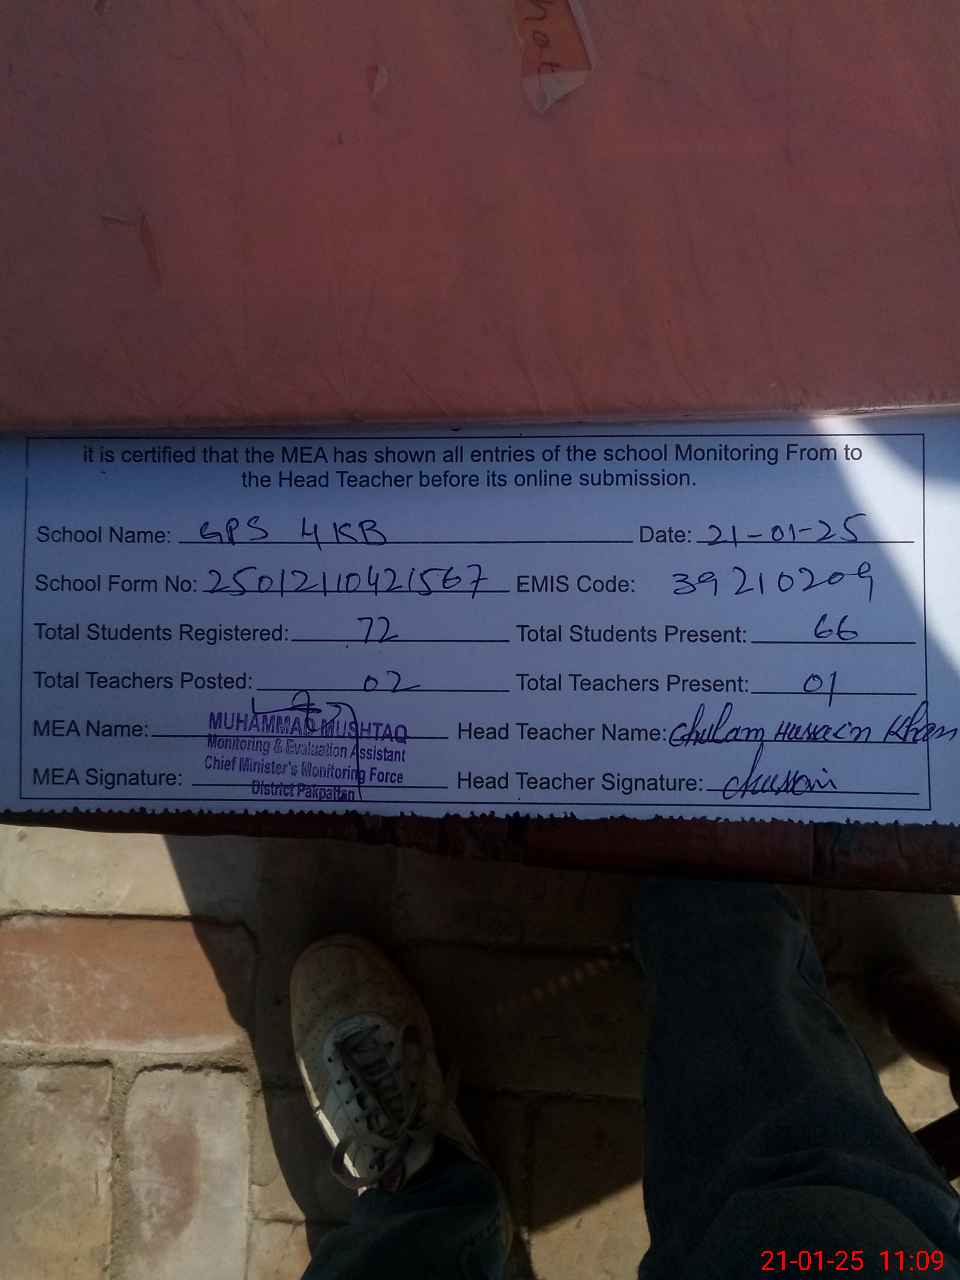 it is certified that the MEA has shown all entries of the school Monitoring From to
the Head Teacher before its online submission.
School Name: GPS 4KB Date: 21-01-25
School Form No: 25012110421567 EMIS Code: 39210209
Total Students Registered: 72 Total Students Present: 66
Total Teachers Posted: 02 Total Teachers Present: 01
MEA Name: MUHAMMAD MUSHTAQ Head Teacher Name: Ghulam Hussain Khan
Monitoring & Evaluation Assistant
Chief Minister's Monitoring Force
MEA Signature: Head Teacher Signature: Ghussain
District Pakpattan
21-01-25 11:09